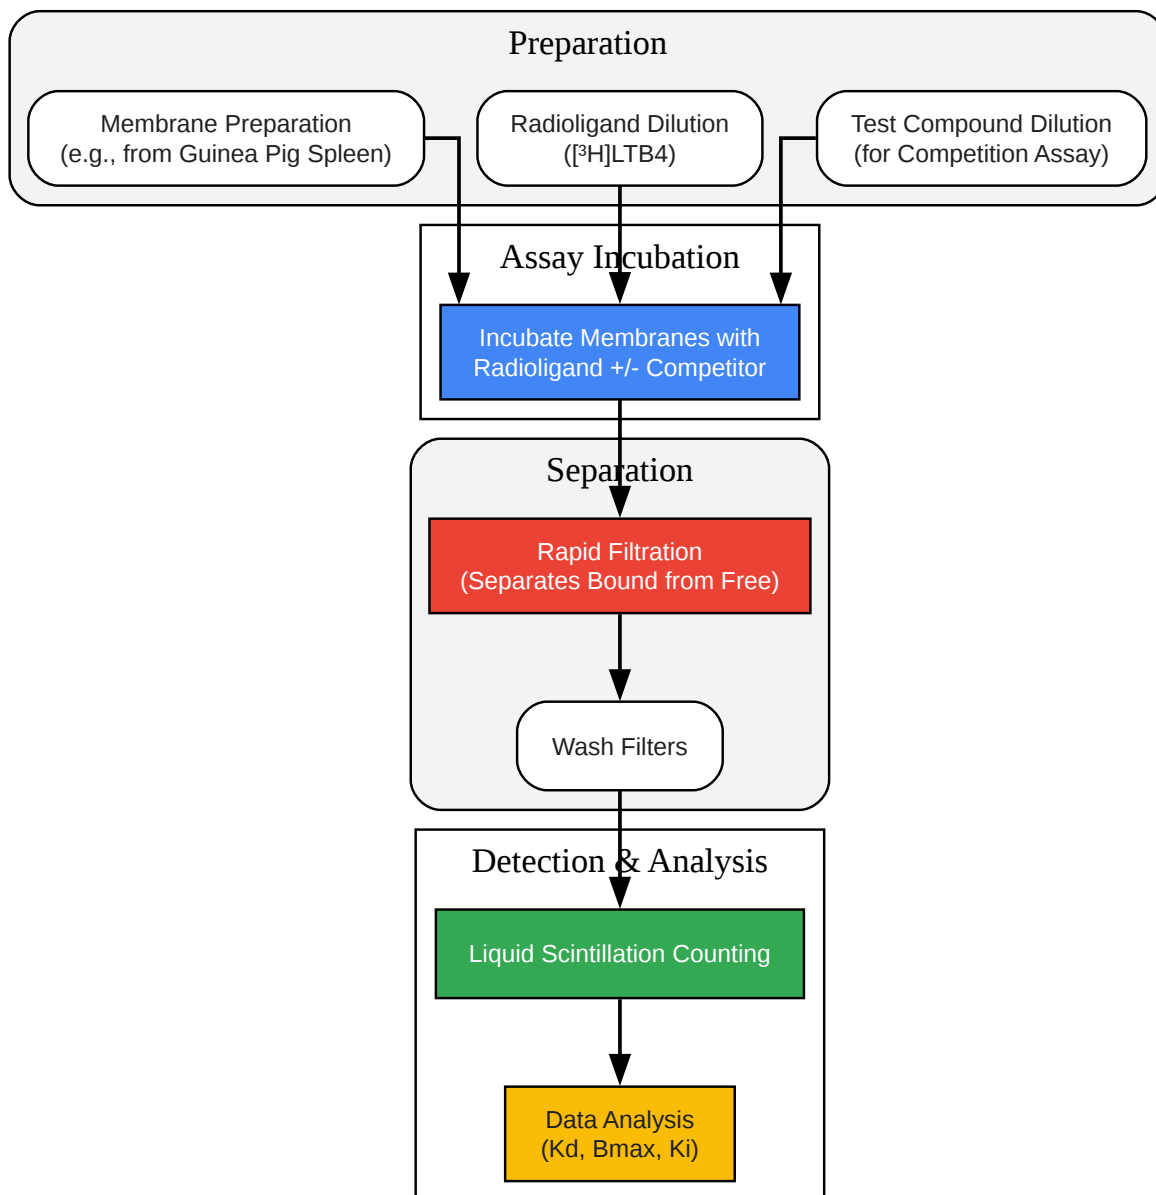 Preparation
Membrane Preparation
(e.g., from Guinea Pig Spleen)
Radioligand Dilution
([³H]LTB4)
Test Compound Dilution
(for Competition Assay)
Assay Incubation
Incubate Membranes with
Radioligand +/- Competitor
Separation
Rapid Filtration
(Separates Bound from Free)
Wash Filters
Detection & Analysis
Liquid Scintillation Counting
Data Analysis
(Kd, Bmax, Ki)